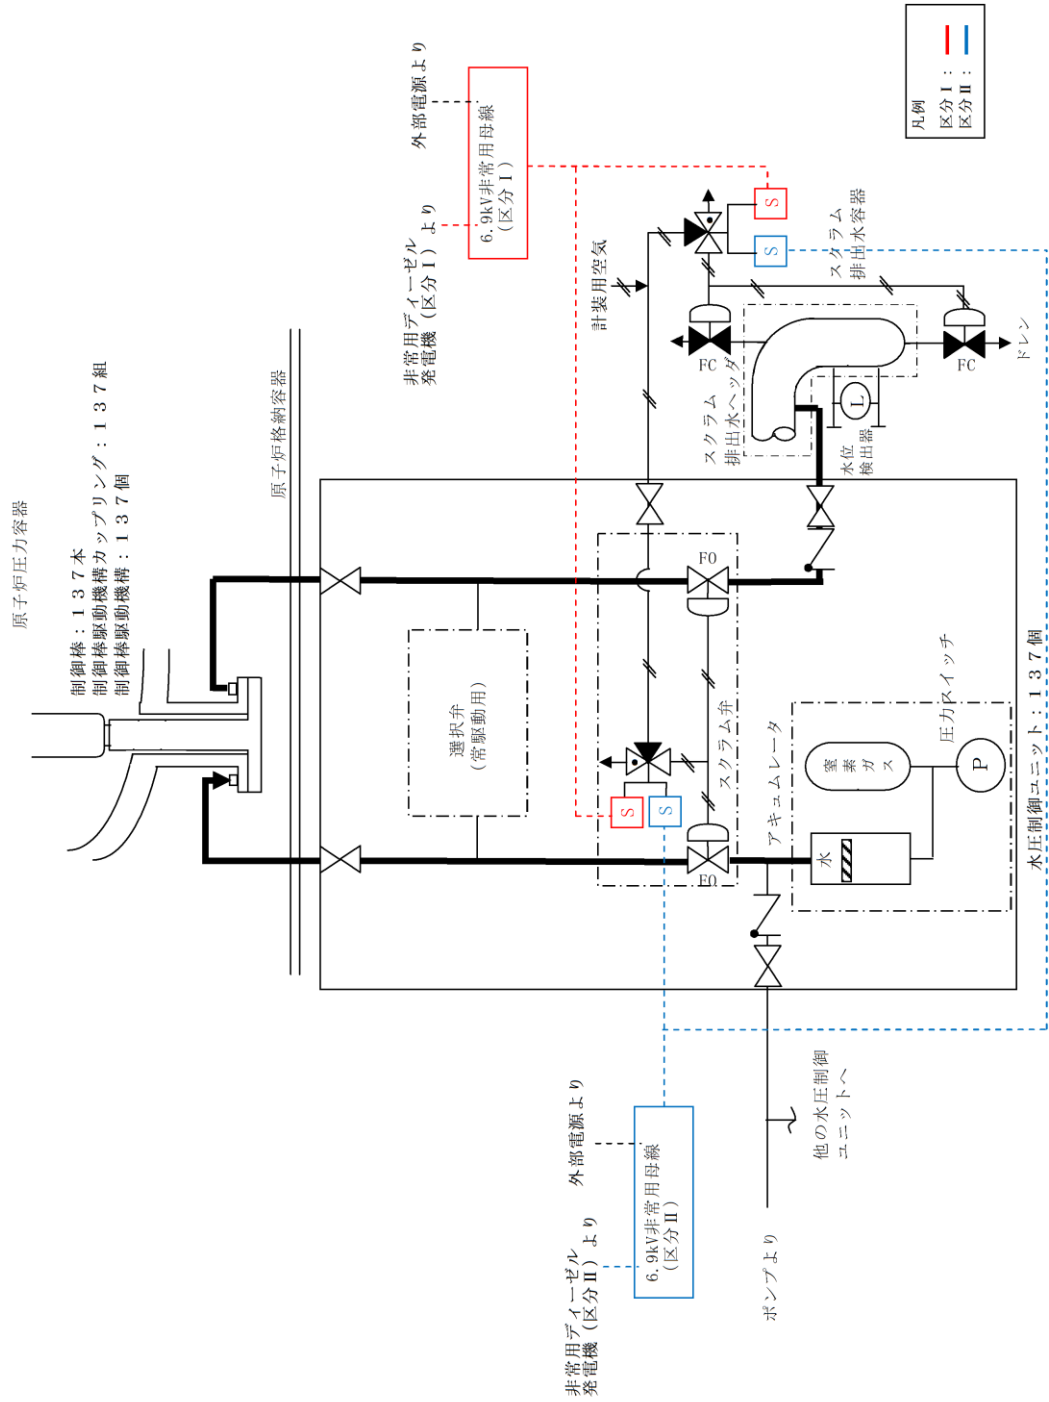 原子炉圧力容器
制御棒：１３７本
制御棒駆動機構カップリング：１３７組
制御棒駆動機構：１３７個
原子炉格納容器
非常用ディーゼル
発電機（区分Ⅰ）より
外部電源より
6.9kV非常用母線
（区分Ⅰ）
凡例
区分Ⅰ：
区分Ⅱ：
選択弁
（常駆動用）
計装用空気
S
S
スクラム
排出水容器
FC
スクラム
排出水ヘッダ
FC
ドレン
L
水位
検出器
FO
S
S
スクラム弁
FO
アキュムレータ
水
窒素ガス
圧力スイッチ
P
水圧制御ユニット：１３７個
非常用ディーゼル
発電機（区分Ⅱ）より
外部電源より
6.9kV非常用母線
（区分Ⅱ）
ポンプより
他の水圧制御
ユニットへ